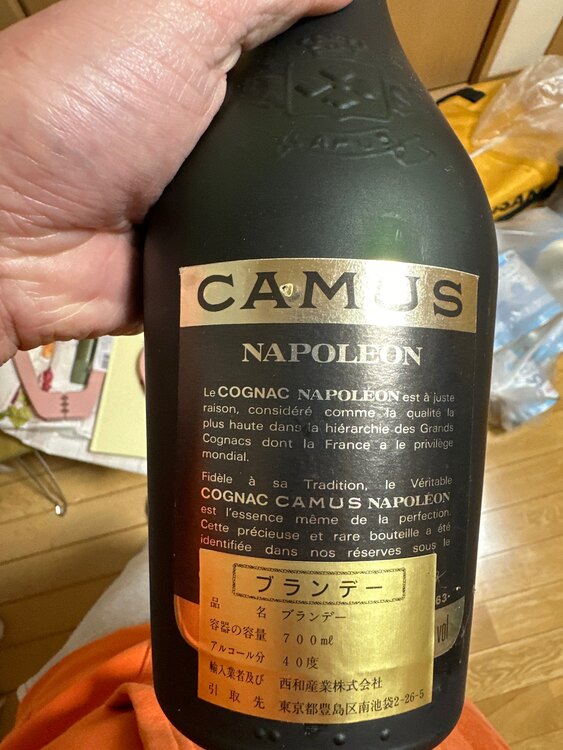 CAMUS
CAMUS
NAPOLEON
Le COGNAC NAPOLÉON est à juste
raison, considéré comme la qualité la
plus haute dans la hiérarchie des Grands
Cognacs dont la France a le privilège
mondial.
Fidèle à sa Tradition, le Véritable
COGNAC CAMUS NAPOLÉON
est l'essence même de la perfection.
Cette précieuse et rare bouteille a été
identifiée dans nos réserves sous le
63-
vol
ブランデー
品名 ブランデー
容器の容量 700ml
アルコール分 40度
輸入業者及び 西和産業株式会社
引取先 東京都豊島区南池袋2-26-5